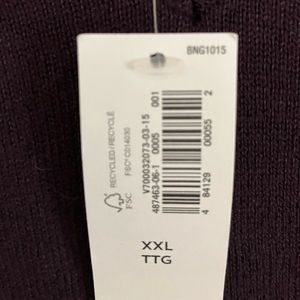 BNG1015
RECYCLED/RECYCLÉ
FSC® C014030
FSC
V700032073-03-15 001
487463-06-1 0005
4 84129 00055 2
XXL
TTG